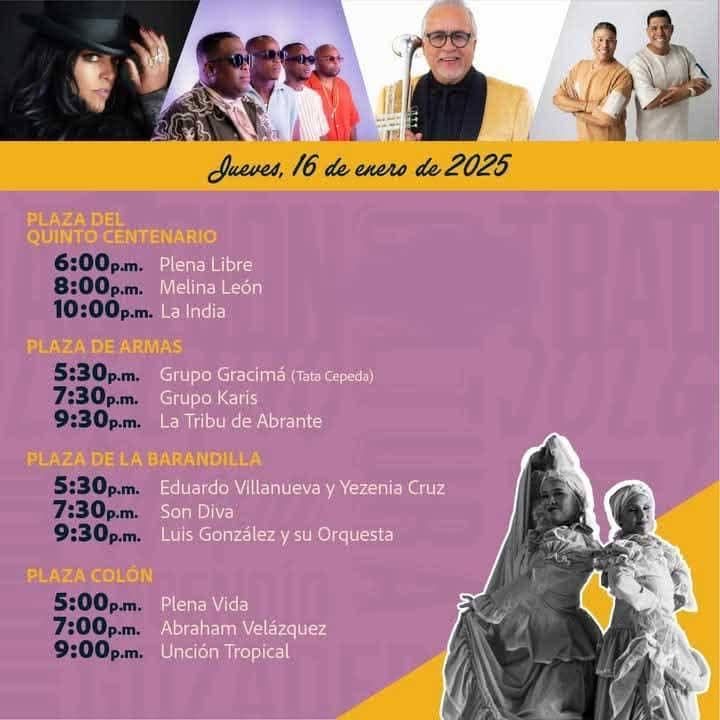 Jueves, 16 de enero de 2025
PLAZA DEL
QUINTO CENTENARIO
6:00p.m. Plena Libre
8:00p.m. Melina León
10:00p.m. La India
PLAZA DE ARMAS
5:30p.m. Grupo Gracimá (Tata Cepeda)
7:30p.m. Grupo Karis
9:30p.m. La Tribu de Abrante
PLAZA DE LA BARANDILLA
5:30p.m. Eduardo Villanueva y Yezenia Cruz
7:30p.m. Son Diva
9:30p.m. Luis González y su Orquesta
PLAZA COLÓN
5:00p.m. Plena Vida
7:00p.m. Abraham Velázquez
9:00p.m. Unción Tropical